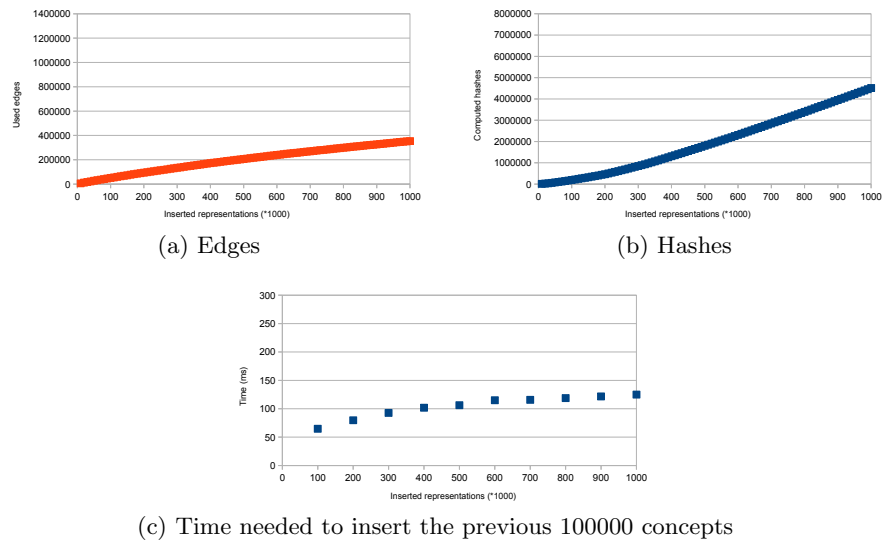 1400000
1200000
1000000
800000
600000
400000
200000
0
Used edges
0 100 200 300 400 500 600 700 800 900 1000
Inserted representations (*1000)
(a) Edges
8000000
7000000
6000000
5000000
4000000
3000000
2000000
1000000
0
Computed hashes
0 100 200 300 400 500 600 700 800 900 1000
Inserted representations (*1000)
(b) Hashes
300
250
200
150
100
50
0
Time (ms)
0 100 200 300 400 500 600 700 800 900 1000
Inserted representations (*1000)
(c) Time needed to insert the previous 100000 concepts